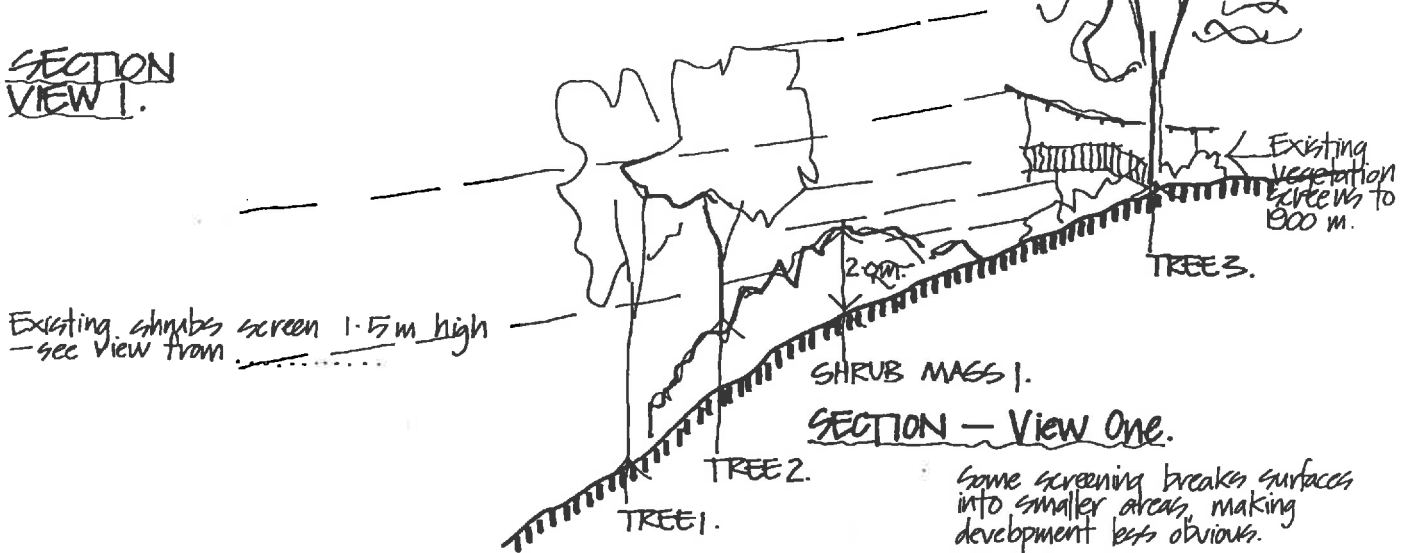 SECTION
VIEW 1.
Existing
vegetation
screens to
1900 m.
TREE 3.
2.0m.
Existing shrubs screen 1.5m high
- see view from ..............
SHRUB MASS 1.
SECTION — View One.
TREE 2.
TREE 1.
Some screening breaks surfaces
into smaller areas, making
development less obvious.